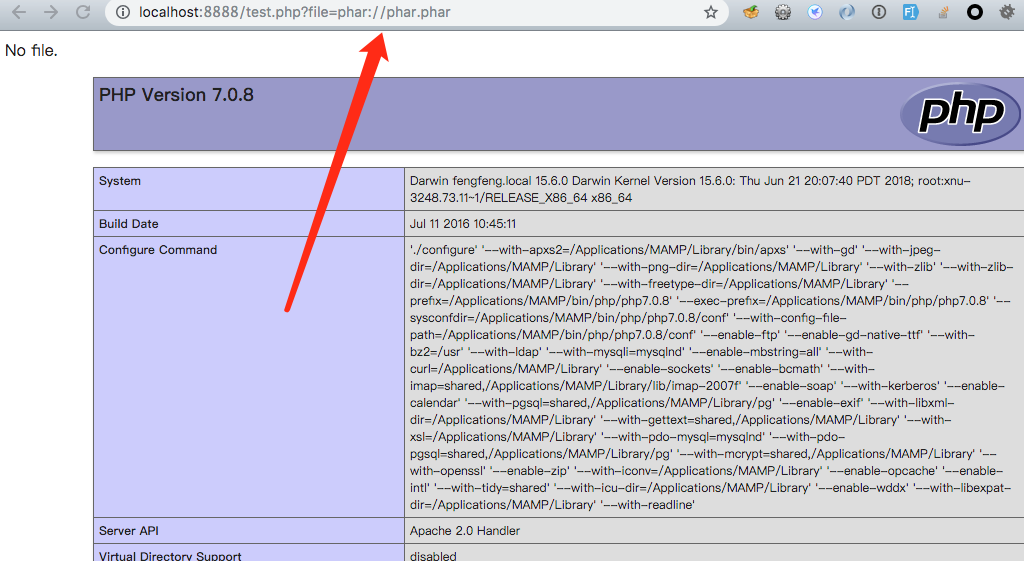 localhost:8888/test.php?file=phar://phar.phar
No file.
PHP Version 7.0.8
php
System
Darwin fengfeng.local 15.6.0 Darwin Kernel Version 15.6.0: Thu Jun 21 20:07:40 PDT 2018; root:xnu-
3248.73.11~1/RELEASE_X86_64 x86_64
Build Date
Jul 11 2016 10:45:11
Configure Command
'./configure' '--with-apxs2=/Applications/MAMP/Library/bin/apxs' '--with-gd' '--with-jpeg-
dir=/Applications/MAMP/Library' '--with-png-dir=/Applications/MAMP/Library' '--with-zlib' '--with-zlib-
dir=/Applications/MAMP/Library' '--with-freetype-dir=/Applications/MAMP/Library' '--
prefix=/Applications/MAMP/bin/php/php7.0.8' '--exec-prefix=/Applications/MAMP/bin/php/php7.0.8' '--
sysconfdir=/Applications/MAMP/bin/php/php7.0.8/conf' '--with-config-file-
path=/Applications/MAMP/bin/php/php7.0.8/conf' '--enable-ftp' '--enable-gd-native-ttf' '--with-
bz2=/usr' '--with-ldap' '--with-mysqli=mysqlnd' '--enable-mbstring=all' '--with-
curl=/Applications/MAMP/Library' '--enable-sockets' '--enable-bcmath' '--with-
imap=shared,/Applications/MAMP/Library/lib/imap-2007f' '--enable-soap' '--with-kerberos' '--enable-
calendar' '--with-pgsql=shared,/Applications/MAMP/Library/pg' '--enable-exif' '--with-libxml-
dir=/Applications/MAMP/Library' '--with-gettext=shared,/Applications/MAMP/Library' '--with-
xsl=/Applications/MAMP/Library' '--with-pdo-mysql=mysqlnd' '--with-pdo-
pgsql=shared,/Applications/MAMP/Library/pg' '--with-mcrypt=shared,/Applications/MAMP/Library' '--
with-openssl' '--enable-zip' '--with-iconv=/Applications/MAMP/Library' '--enable-opcache' '--enable-
intl' '--with-tidy=shared' '--with-icu-dir=/Applications/MAMP/Library' '--enable-wddx' '--with-libexpat-
dir=/Applications/MAMP/Library' '--with-readline'
Server API
Apache 2.0 Handler
Virtual Directory Support
disabled